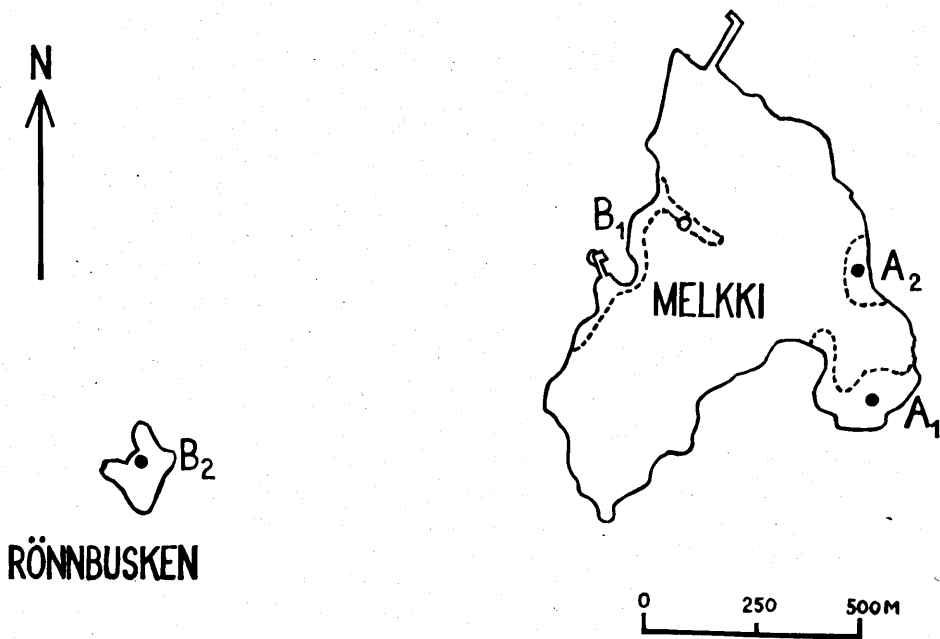 N
B₁
MELKKI
A₂
A₁
B₂
RÖNNBUSKEN
0 250 500M